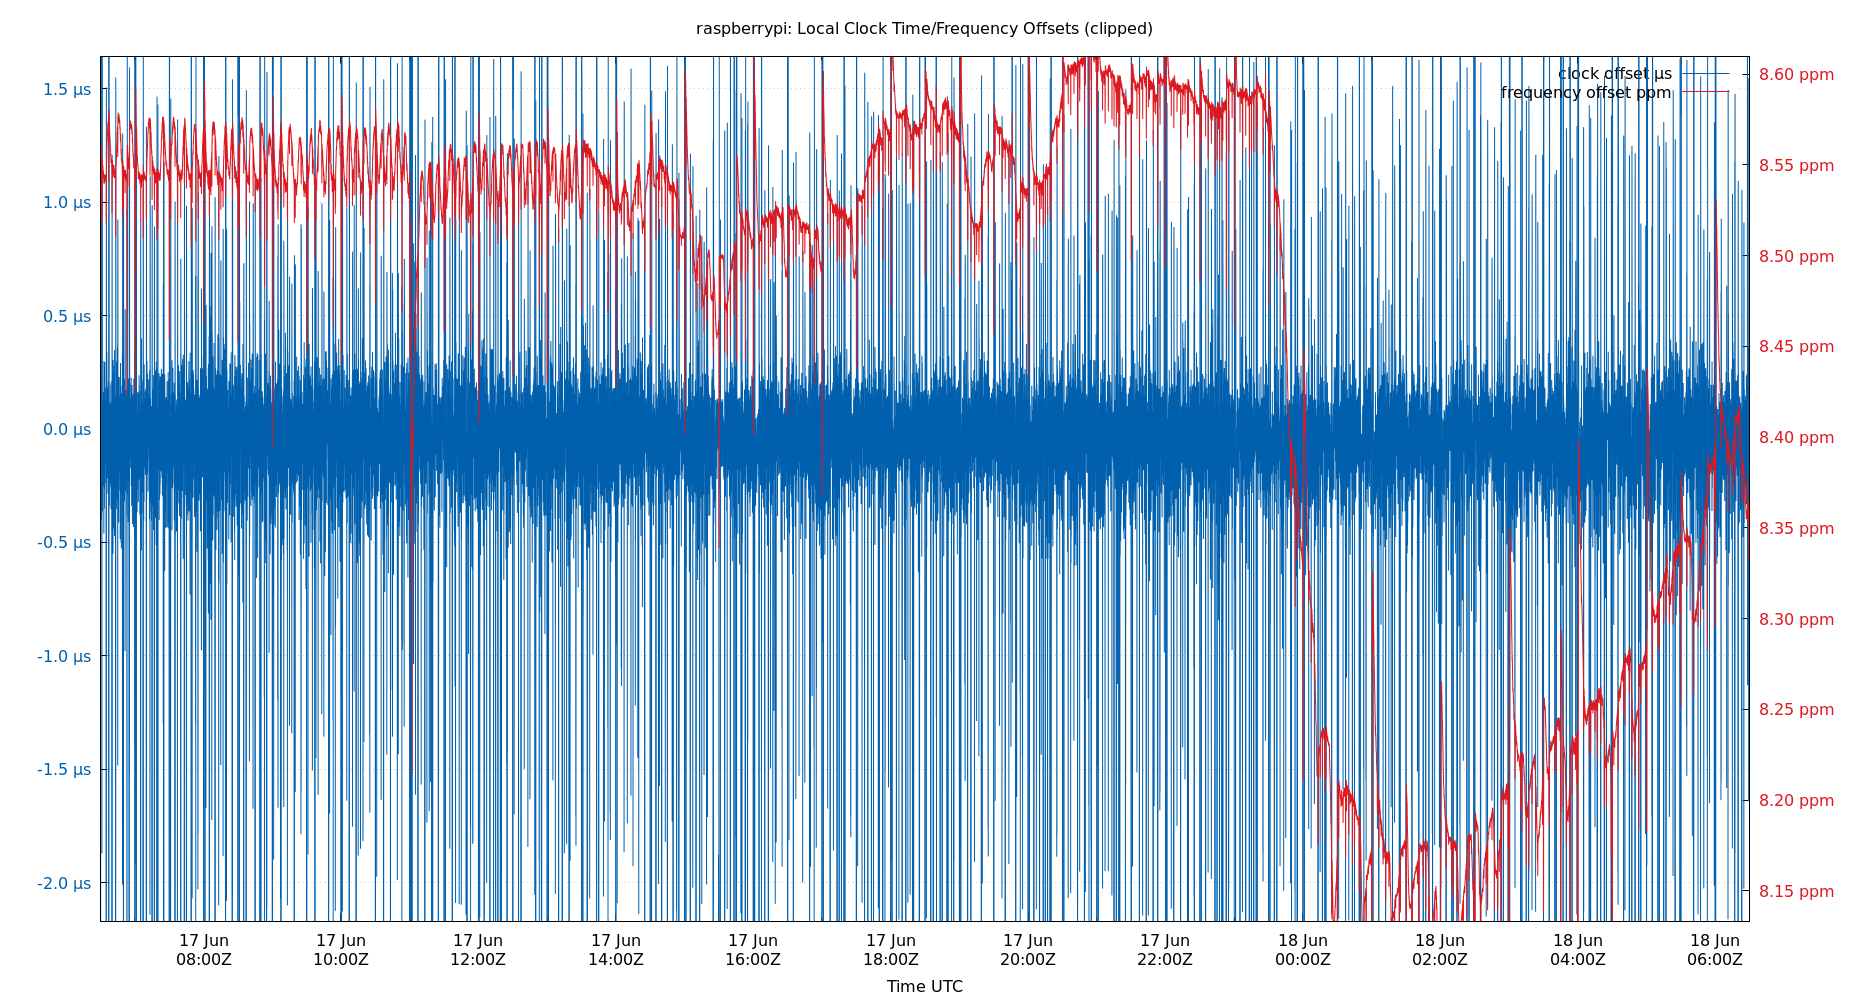 raspberrypi: Local Clock Time/Frequency Offsets (clipped)
clock offset µs
frequency offset ppm
1.5 µs
1.0 µs
0.5 µs
0.0 µs
-0.5 µs
-1.0 µs
-1.5 µs
-2.0 µs
8.60 ppm
8.55 ppm
8.50 ppm
8.45 ppm
8.40 ppm
8.35 ppm
8.30 ppm
8.25 ppm
8.20 ppm
8.15 ppm
17 Jun 17 Jun 17 Jun 17 Jun 17 Jun 17 Jun 17 Jun 17 Jun 18 Jun 18 Jun 18 Jun 18 Jun
08:00Z 10:00Z 12:00Z 14:00Z 16:00Z 18:00Z 20:00Z 22:00Z 00:00Z 02:00Z 04:00Z 06:00Z
Time UTC